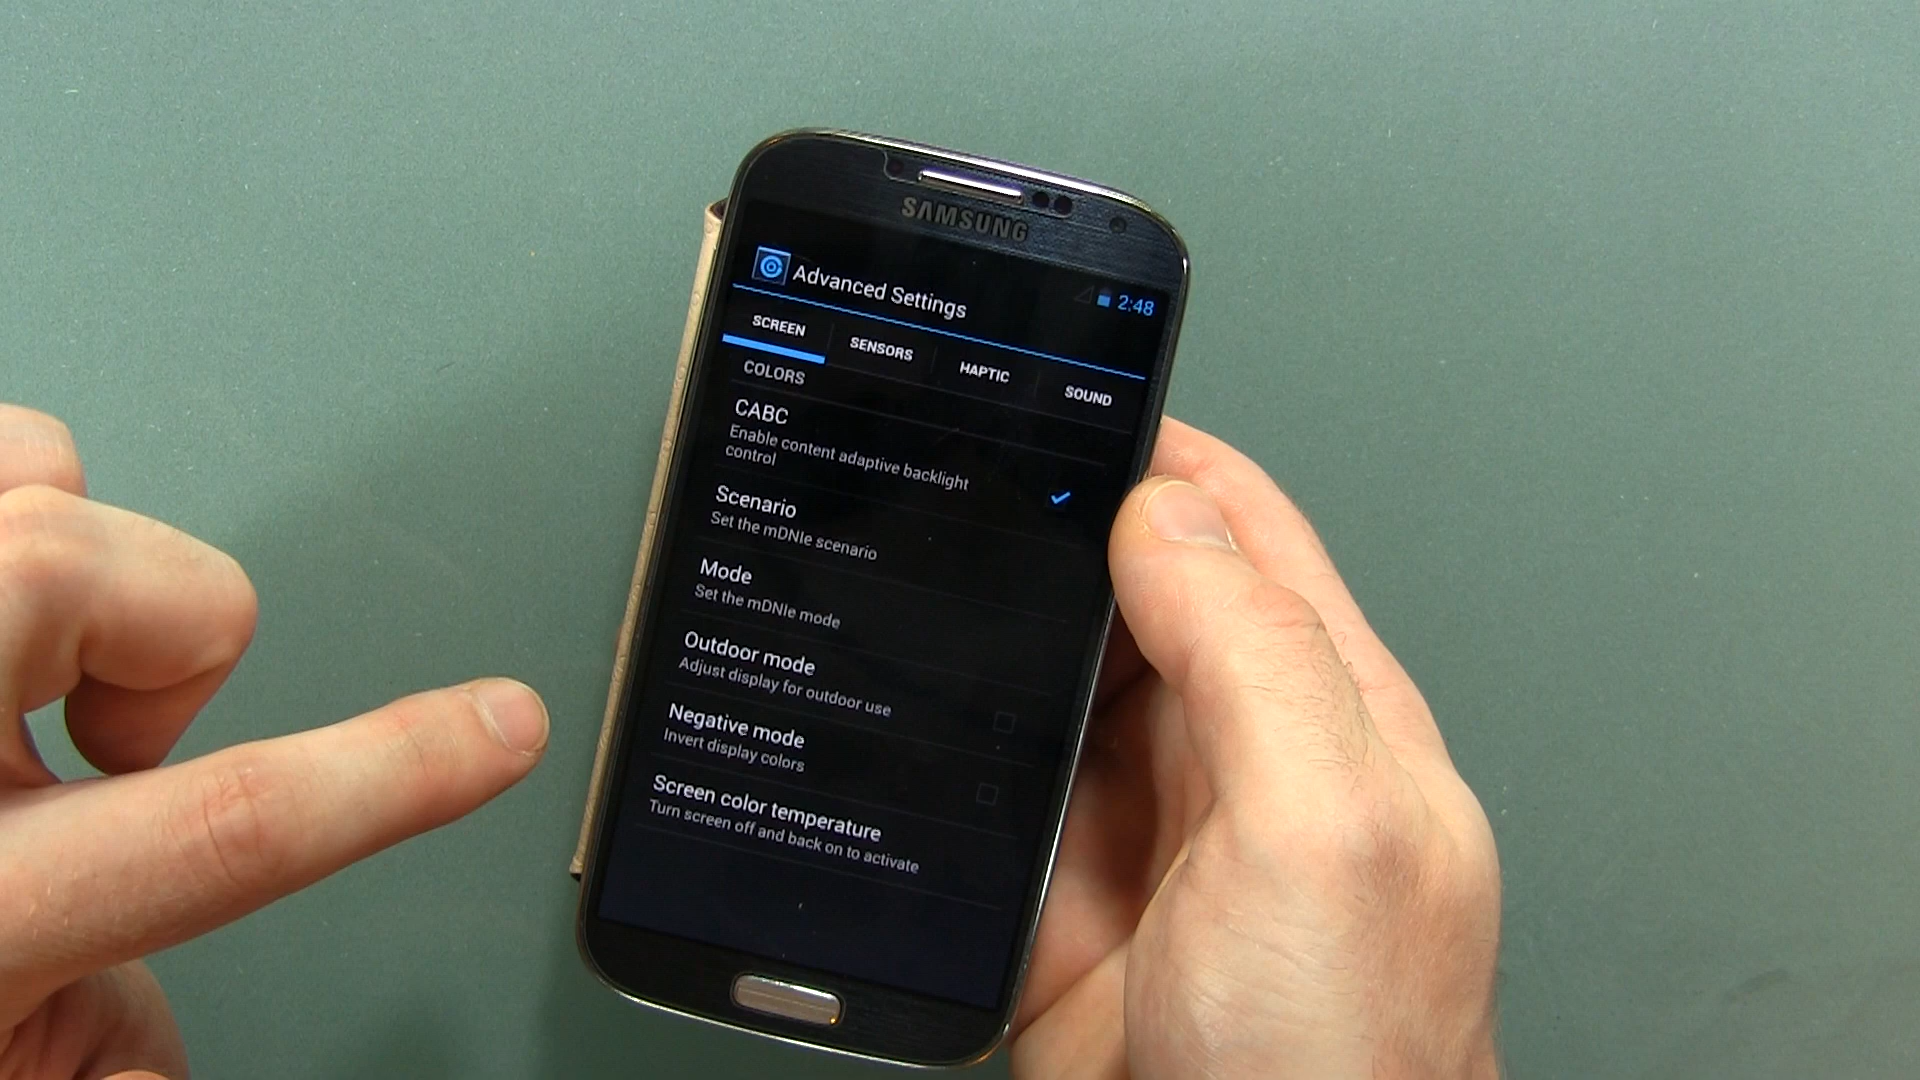 SAMSUNG
Advanced Settings
2:48
SCREEN SENSORS HAPTIC SOUND
COLORS
CABC
Enable content adaptive backlight
control
Scenario
Set the mDNIe scenario
Mode
Set the mDNIe mode
Outdoor mode
Adjust display for outdoor use
Negative mode
Invert display colors
Screen color temperature
Turn screen off and back on to activate